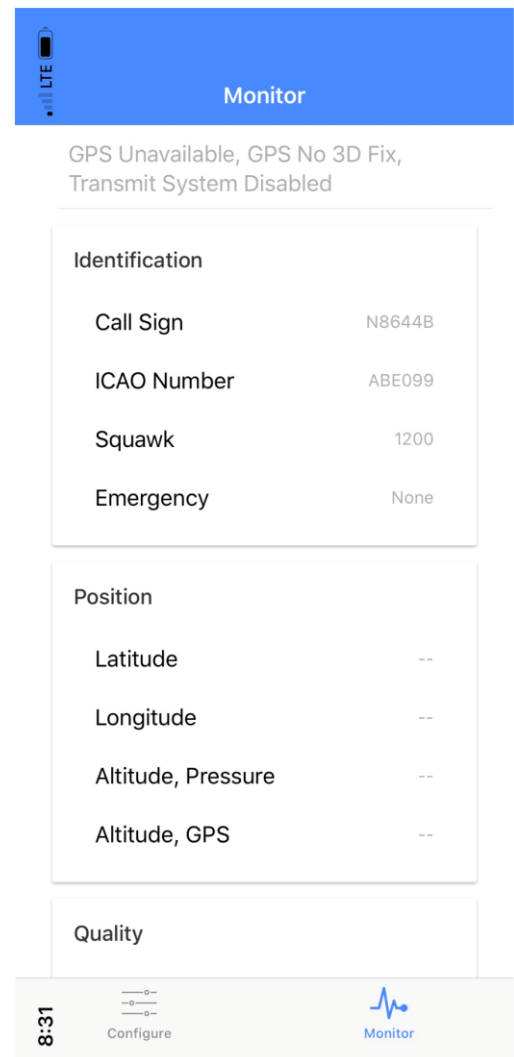 LTE
Monitor
GPS Unavailable, GPS No 3D Fix,
Transmit System Disabled
Identification
Call Sign N8644B
ICAO Number ABE099
Squawk 1200
Emergency None
Position
Latitude --
Longitude --
Altitude, Pressure --
Altitude, GPS --
Quality
8:31
Configure Monitor